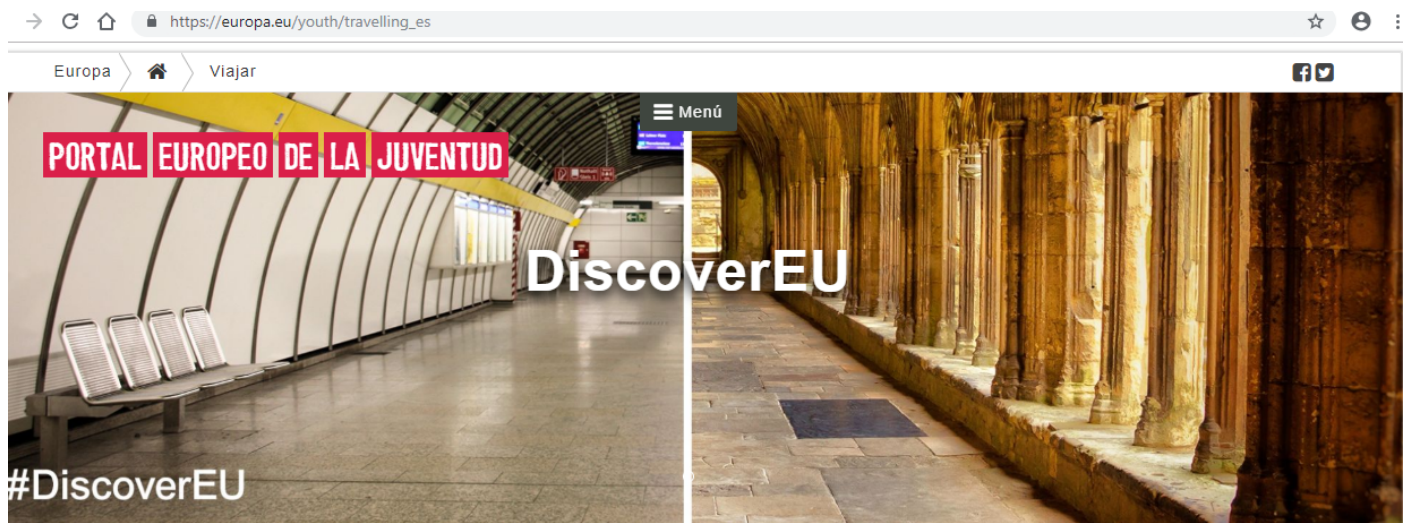 https://europa.eu/youth/travelling_es
Europa Viajar
Menú
PORTAL EUROPEO DE LA JUVENTUD
DiscoverEU
#DiscoverEU